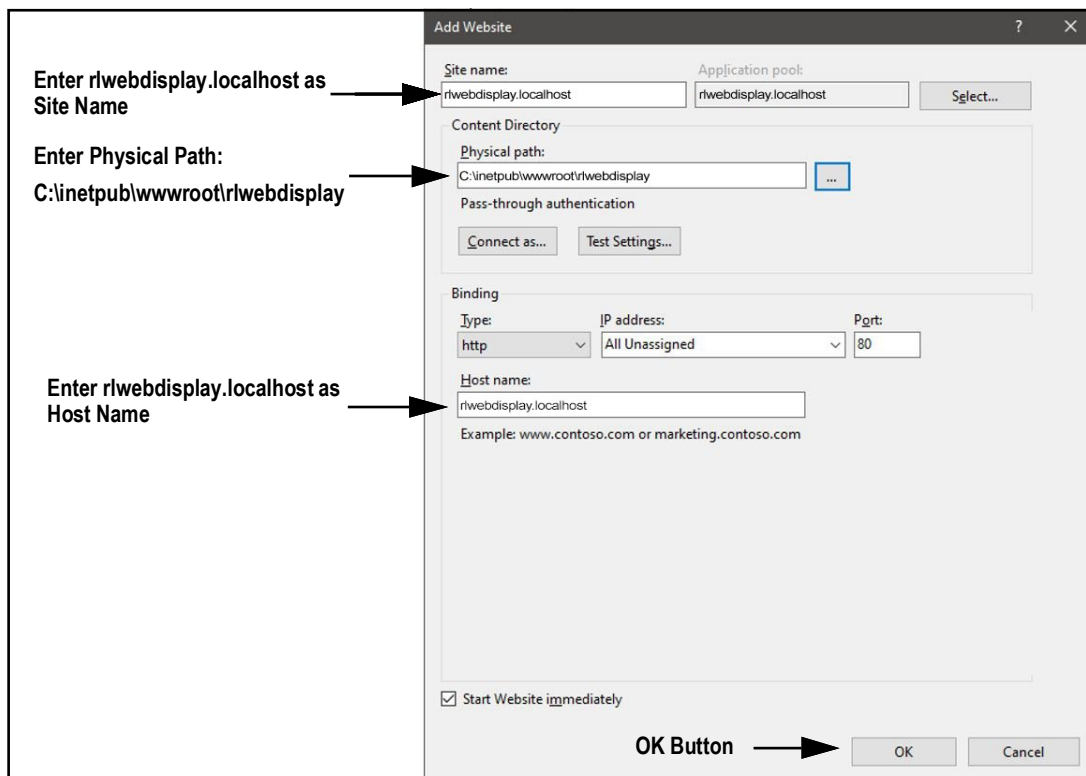 Add Website
? X
Enter rlwebdisplay.localhost as
Site Name
Site name:
Application pool:
rlwebdisplay.localhost
rlwebdisplay.localhost
Select...
Content Directory
Enter Physical Path:
C:\inetpub\wwwroot\rlwebdisplay
Physical path:
C:\inetpub\wwwroot\rlwebdisplay
...
Pass-through authentication
Connect as...
Test Settings...
Binding
Type:
IP address:
Port:
http
All Unassigned
80
Enter rlwebdisplay.localhost as
Host Name
Host name:
rlwebdisplay.localhost
Example: www.contoso.com or marketing.contoso.com
Start Website immediately
OK Button
OK
Cancel